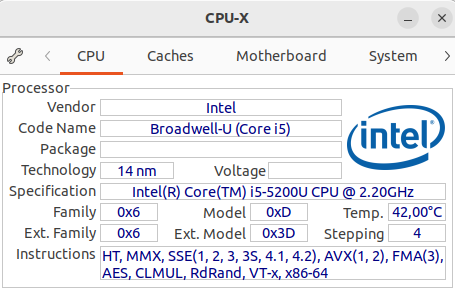 CPU-X
CPU Caches Motherboard System
Processor
Vendor Intel
Code Name Broadwell-U (Core i5)
intel
Package
Technology 14 nm Voltage
Specification Intel(R) Core(TM) i5-5200U CPU @ 2.20GHz
Family 0x6 Model 0xD Temp. 42,00°C
Ext. Family 0x6 Ext. Model 0x3D Stepping 4
Instructions HT, MMX, SSE(1, 2, 3, 3S, 4.1, 4.2), AVX(1, 2), FMA(3),
AES, CLMUL, RdRand, VT-x, x86-64